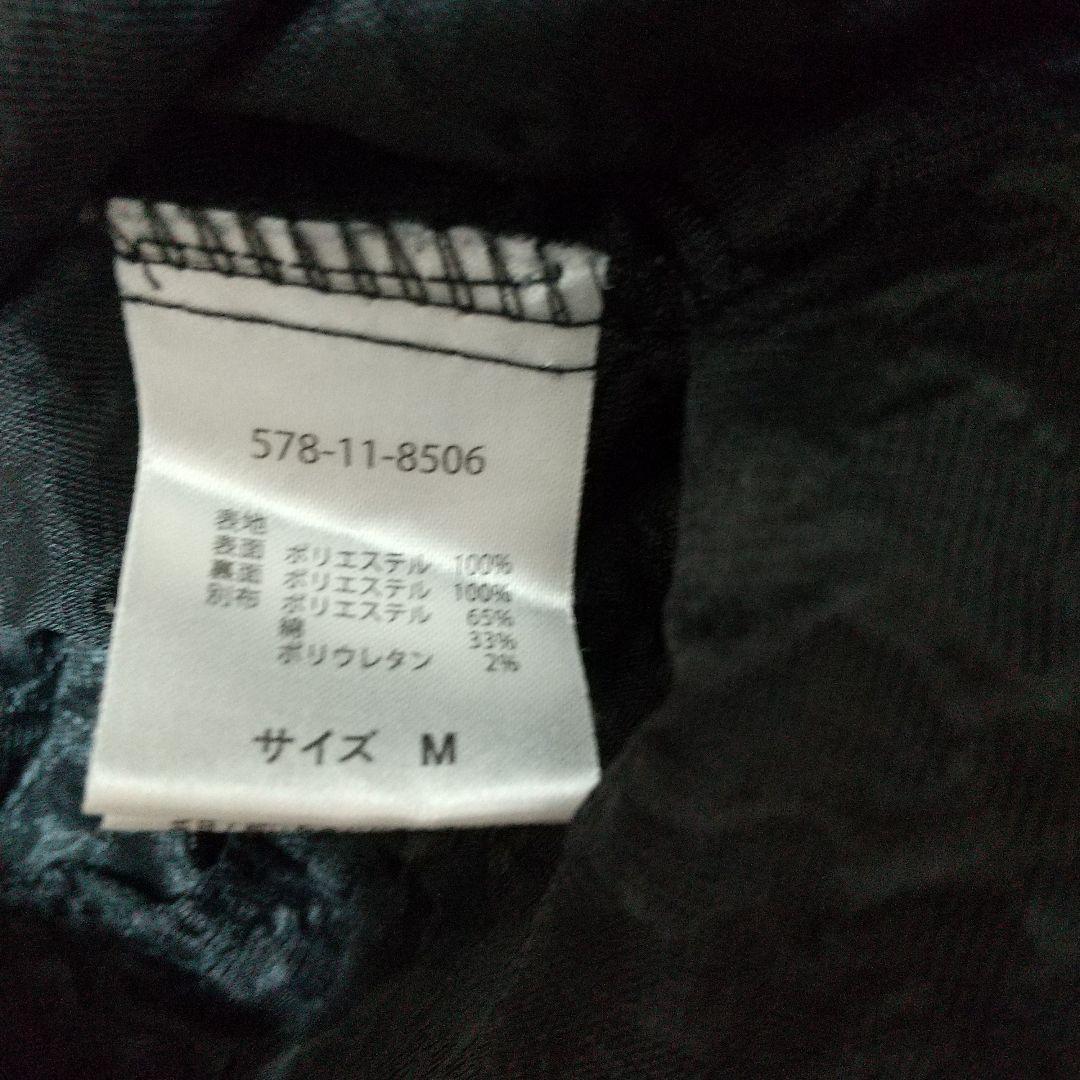 578-11-8506
表地
表面 ポリエステル 100%
裏面 ポリエステル 100%
別布 ポリエステル 65%
綿 33%
ポリウレタン 2%
サイズ M